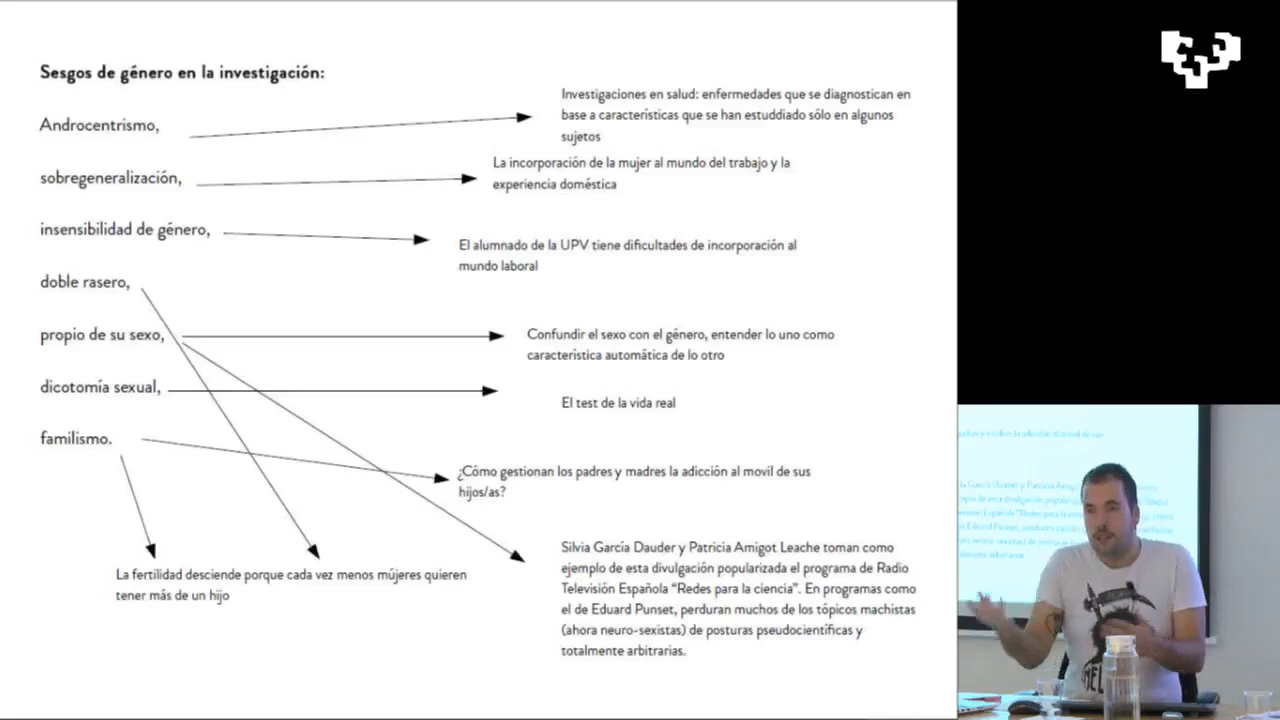 Sesgos de género en la investigación:
Androcentrismo,
sobregeneralización,
insensibilidad de género,
doble rasero,
propio de su sexo,
dicotomía sexual,
familismo.
Investigaciones en salud: enfermedades que se diagnostican en
base a características que se han estuddiado sólo en algunos
sujetos
La incorporación de la mujer al mundo del trabajo y la
experiencia doméstica
El alumnado de la UPV tiene dificultades de incorporación al
mundo laboral
Confundir el sexo con el género, entender lo uno como
característica automática de lo otro
El test de la vida real
¿Cómo gestionan los padres y madres la adicción al movil de sus
hijos/as?
La fertilidad desciende porque cada vez menos mújeres quieren
tener más de un hijo
Silvia García Dauder y Patricia Amigot Leache toman como
ejemplo de esta divulgación popularizada el programa de Radio
Televisión Española “Redes para la ciencia”. En programas como
el de Eduard Punset, perduran muchos de los tópicos machistas
(ahora neuro-sexistas) de posturas pseudocientíficas y
totalmente arbitrarias.